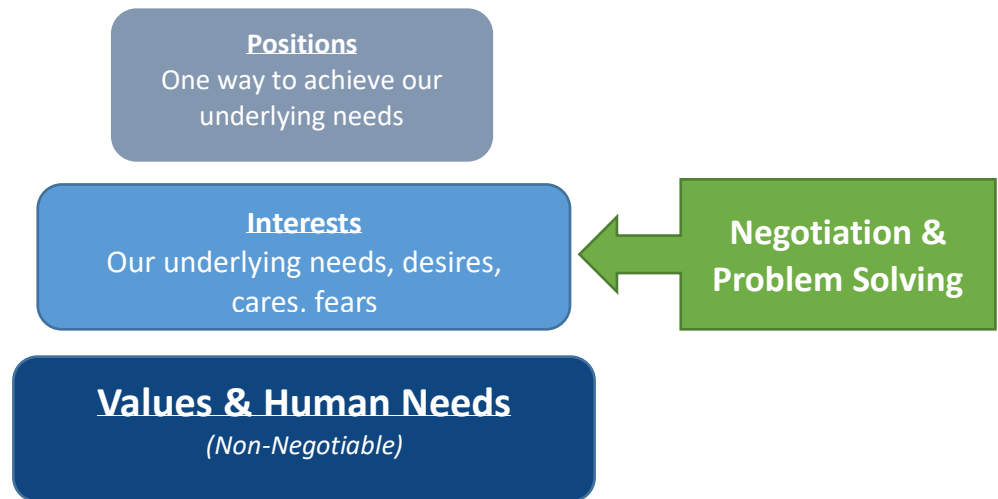 Positions
One way to achieve our
underlying needs
Interests
Our underlying needs, desires,
cares. fears
Negotiation &
Problem Solving
Values & Human Needs
(Non-Negotiable)